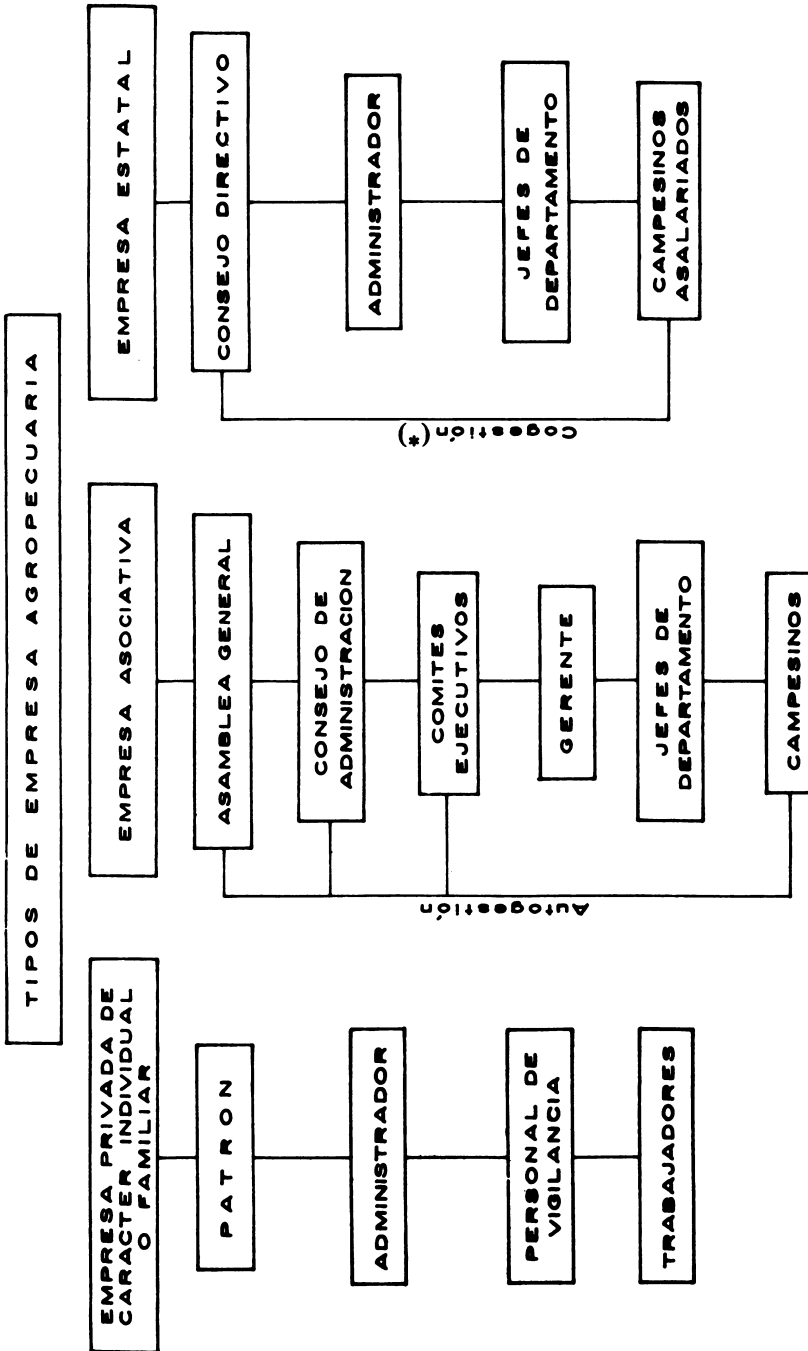 TIPOS DE EMPRESA AGROPECUARIA
EMPRESA PRIVADA DE
CARACTER INDIVIDUAL
O FAMILIAR
PATRON
ADMINISTRADOR
PERSONAL DE
VIGILANCIA
TRABAJADORES
EMPRESA ASOCIATIVA
ASAMBLEA GENERAL
CONSEJO DE
ADMINISTRACION
COMITES
EJECUTIVOS
GERENTE
JEFES DE
DEPARTAMENTO
CAMPESINOS
Autogestión
EMPRESA ESTATAL
CONSEJO DIRECTIVO
ADMINISTRADOR
JEFES DE
DEPARTAMENTO
CAMPESINOS
ASALARIADOS
Cogestión (*)